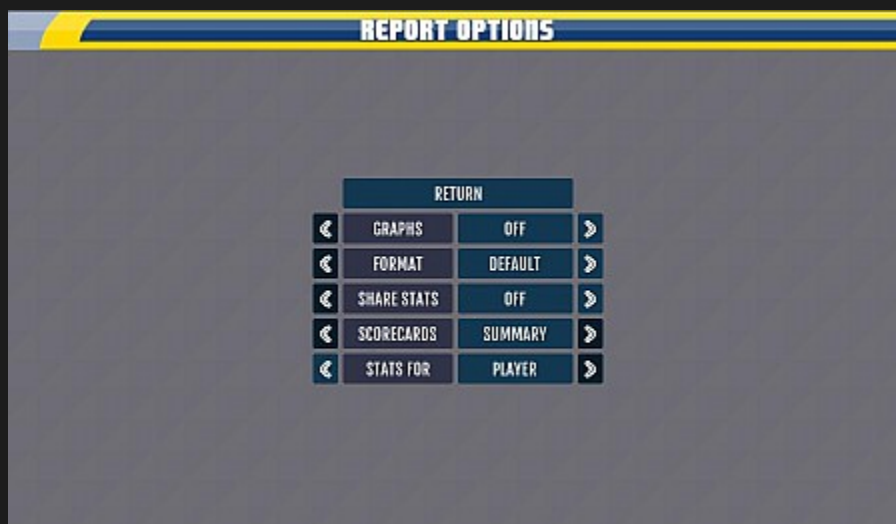 REPORT OPTIONS
RETURN
GRAPHS OFF
FORMAT DEFAULT
SHARE STATS OFF
SCORECARDS SUMMARY
STATS FOR PLAYER